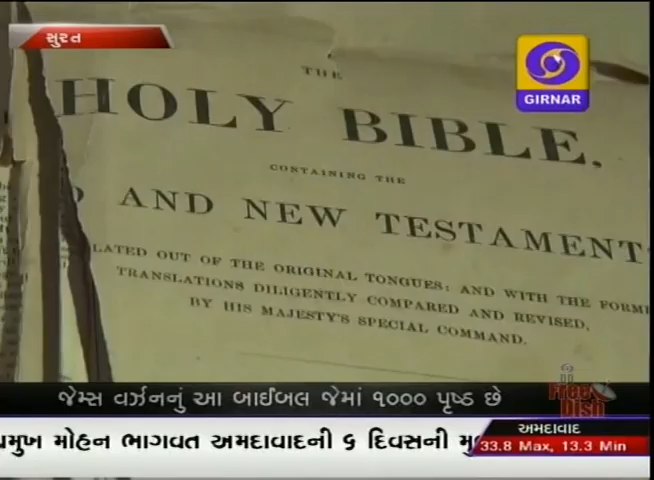 સુરત
GIRNAR
THE
HOLY BIBLE.
CONTAINING THE
AND NEW TESTAMENT
LATED OUT OF THE ORIGINAL TONGUES: AND WITH THE FORME
TRANSLATIONS DILIGENTLY COMPARED AND REVISED,
BY HIS MAJESTY'S SPECIAL COMMAND.
જેમ્સ વર્ઝનનું આ બાઈબલ જેમાં ૧૦૦૦ પૃષ્ઠ છે
Free
Dish
પ્રમુખ મોહન ભાગવત અમદાવાદની ૬ દિવસની મુ
અમદાવાદ
33.8 Max, 13.3 Min